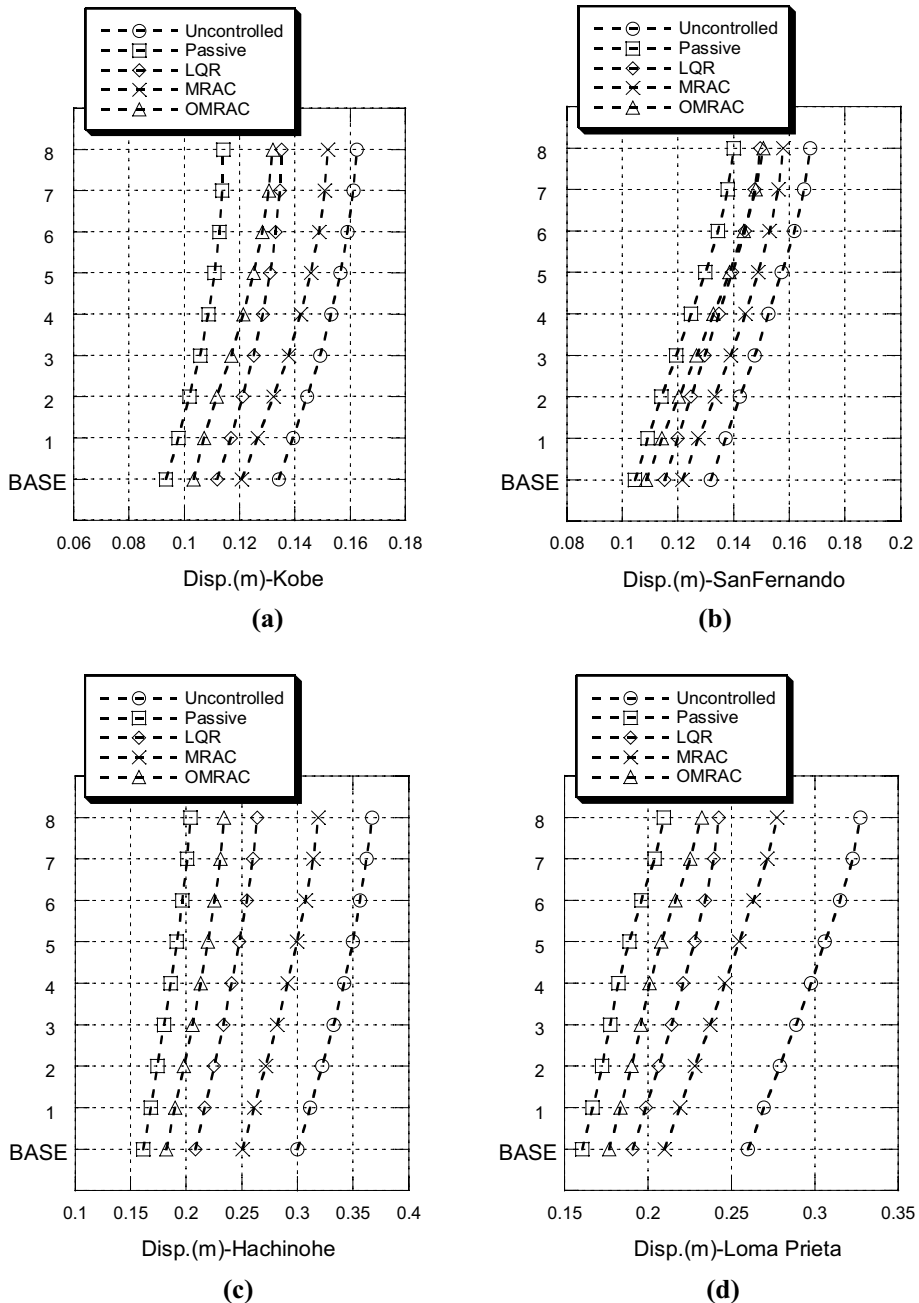 Uncontrolled
Passive
LQR
MRAC
OMRAC
8
7
6
5
4
3
2
1
BASE
0.06 0.08 0.1 0.12 0.14 0.16 0.18
Disp.(m)-Kobe
(a)
Uncontrolled
Passive
LQR
MRAC
OMRAC
8
7
6
5
4
3
2
1
BASE
0.08 0.1 0.12 0.14 0.16 0.18 0.2
Disp.(m)-SanFernando
(b)
Uncontrolled
Passive
LQR
MRAC
OMRAC
8
7
6
5
4
3
2
1
BASE
0.1 0.15 0.2 0.25 0.3 0.35 0.4
Disp.(m)-Hachinohe
(c)
Uncontrolled
Passive
LQR
MRAC
OMRAC
8
7
6
5
4
3
2
1
BASE
0.15 0.2 0.25 0.3 0.35
Disp.(m)-Loma Prieta
(d)